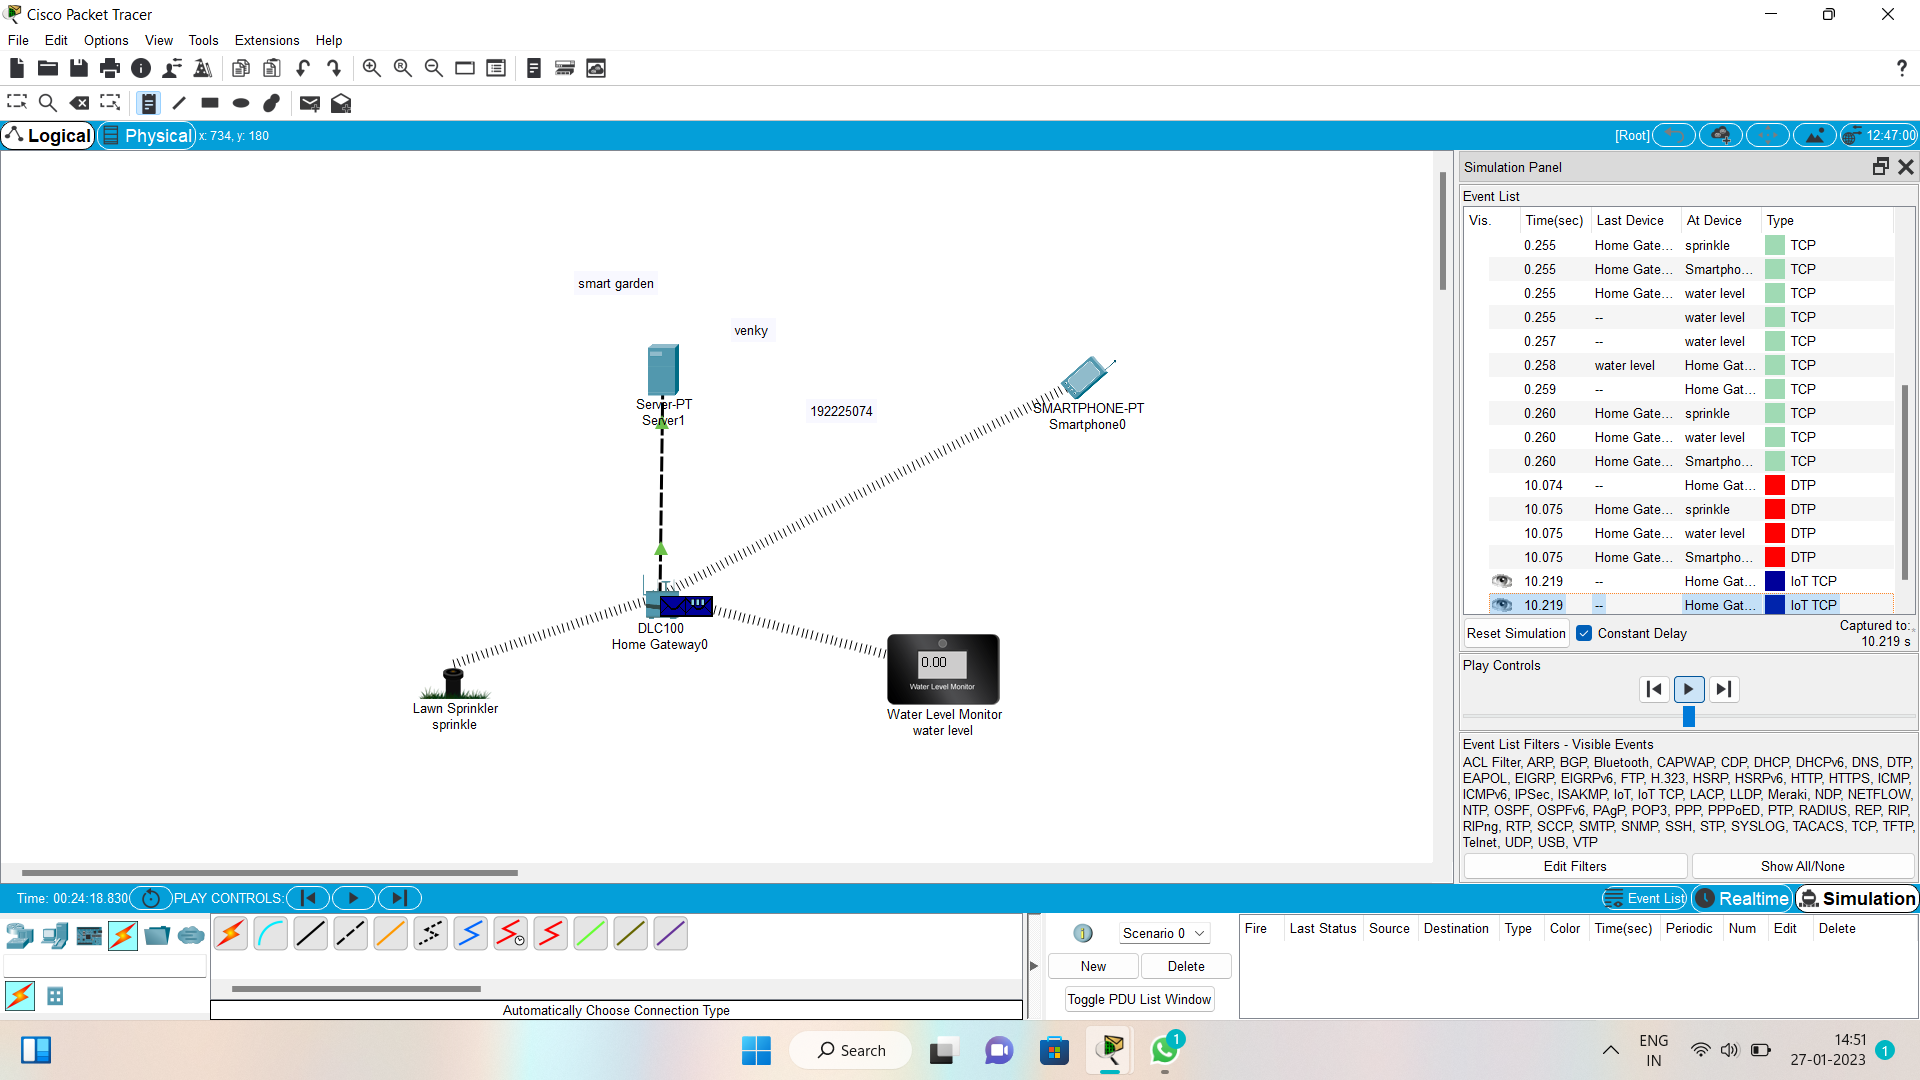 Cisco Packet Tracer
File Edit Options View Tools Extensions Help
?
Logical Physical x: 734, y: 180 [Root] 12:47:00
smart garden
venky
192225074
Server-PT
Server1
SMARTPHONE-PT
Smartphone0
DLC100
Home Gateway0
Lawn Sprinkler
sprinkle
0.00
Water Level Monitor
Water Level Monitor
water level
Simulation Panel
Event List
Vis. Time(sec) Last Device At Device Type
0.255 Home Gate... sprinkle TCP
0.255 Home Gate... Smartpho... TCP
0.255 Home Gate... water level TCP
0.255 -- water level TCP
0.257 -- water level TCP
0.258 water level Home Gat... TCP
0.259 -- Home Gat... TCP
0.260 Home Gate... sprinkle TCP
0.260 Home Gate... water level TCP
0.260 Home Gate... Smartpho... TCP
10.074 -- Home Gat... DTP
10.075 Home Gate... sprinkle DTP
10.075 Home Gate... water level DTP
10.075 Home Gate... Smartpho... DTP
10.219 -- Home Gat... IoT TCP
10.219 -- Home Gat... IoT TCP
Reset Simulation Constant Delay Captured to:
10.219 s
Play Controls
Event List Filters - Visible Events
ACL Filter, ARP, BGP, Bluetooth, CAPWAP, CDP, DHCP, DHCPv6, DNS, DTP,
EAPOL, EIGRP, EIGRPv6, FTP, H.323, HSRP, HSRPv6, HTTP, HTTPS, ICMP,
ICMPv6, IPSec, ISAKMP, IoT, IoT TCP, LACP, LLDP, Meraki, NDP, NETFLOW,
NTP, OSPF, OSPFv6, PAgP, POP3, PPP, PPPoED, PTP, RADIUS, REP, RIP,
RIPng, RTP, SCCP, SMTP, SNMP, SSH, STP, SYSLOG, TACACS, TCP, TFTP,
Telnet, UDP, USB, VTP
Edit Filters Show All/None
Time: 00:24:18.830 PLAY CONTROLS: Event List Realtime Simulation
Scenario 0
New Delete
Toggle PDU List Window
Fire Last Status Source Destination Type Color Time(sec) Periodic Num Edit Delete
Automatically Choose Connection Type
Search
1
ENG
IN
14:51
27-01-2023
1